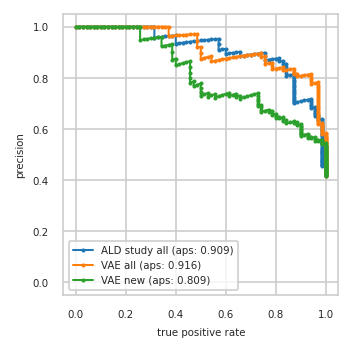 1.0
0.8
0.6
0.4
0.2
0.0
precision
ALD study all (aps: 0.909)
VAE all (aps: 0.916)
VAE new (aps: 0.809)
0.0 0.2 0.4 0.6 0.8 1.0
true positive rate